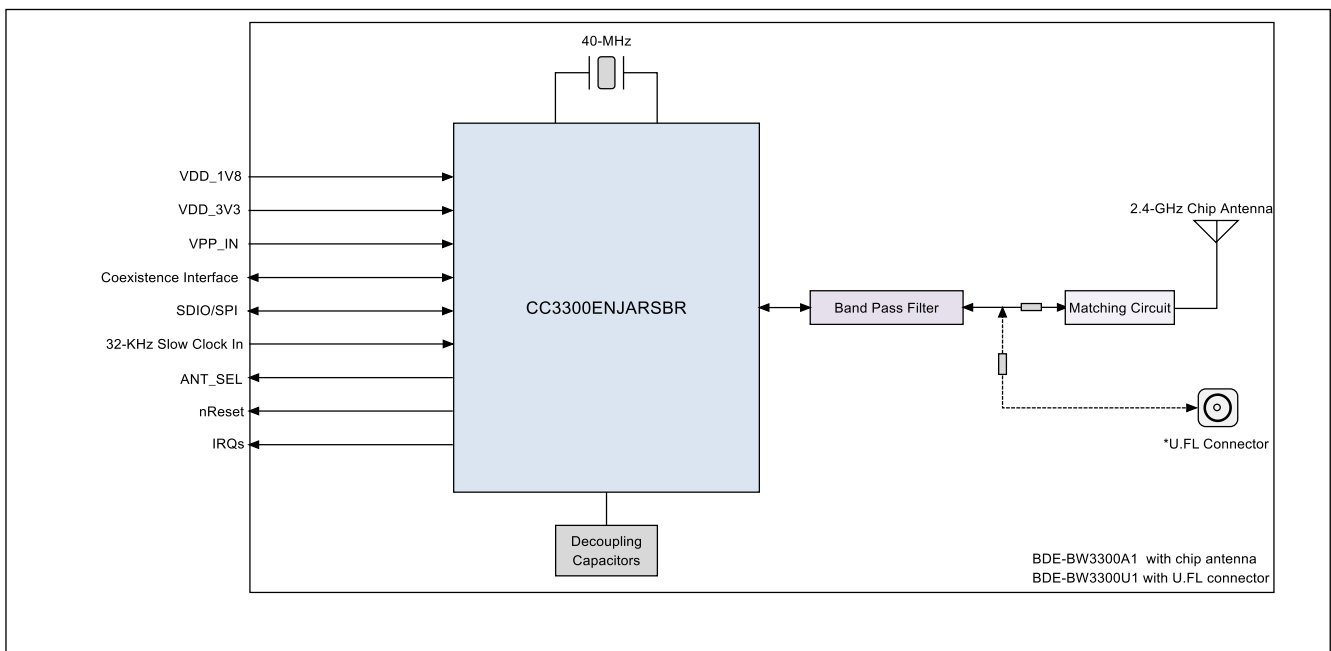 40-MHz
VDD_1V8
VDD_3V3
VPP_IN
Coexistence Interface
SDIO/SPI
32-KHz Slow Clock In
ANT_SEL
nReset
IRQs
CC3300ENJARSBR
Decoupling
Capacitors
Band Pass Filter
Matching Circuit
2.4-GHz Chip Antenna
*U.FL Connector
BDE-BW3300A1 with chip antenna
BDE-BW3300U1 with U.FL connector